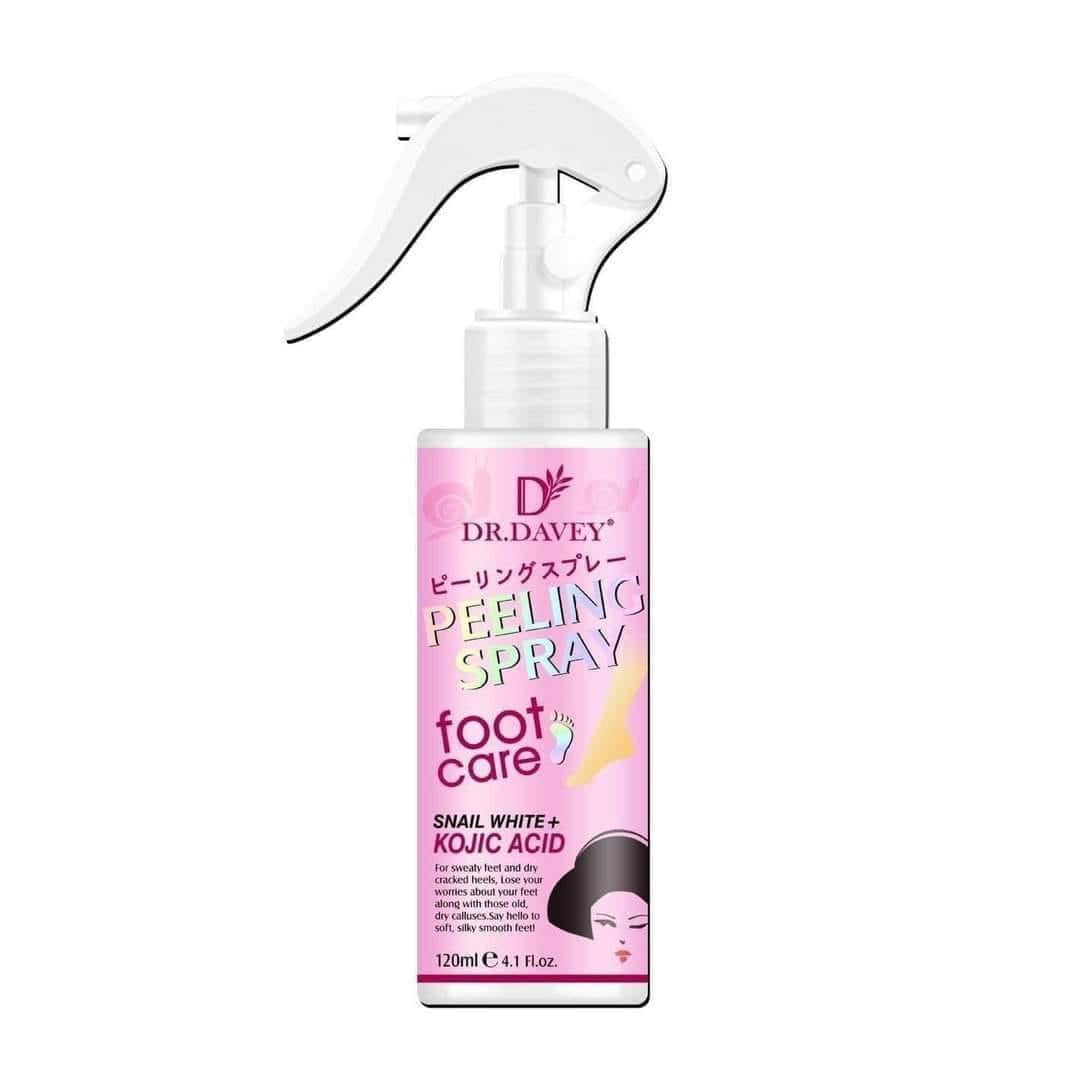 D
DR.DAVEY®
ピーリングスプレー
PEELING
SPRAY
foot
care
SNAIL WHITE+
KOJIC ACID
For sweaty feet and dry
cracked heels, Lose your
worries about your feet
along with those old,
dry calluses.Say hello to
soft, silky smooth feet!
120ml ℮ 4.1 Fl.oz.